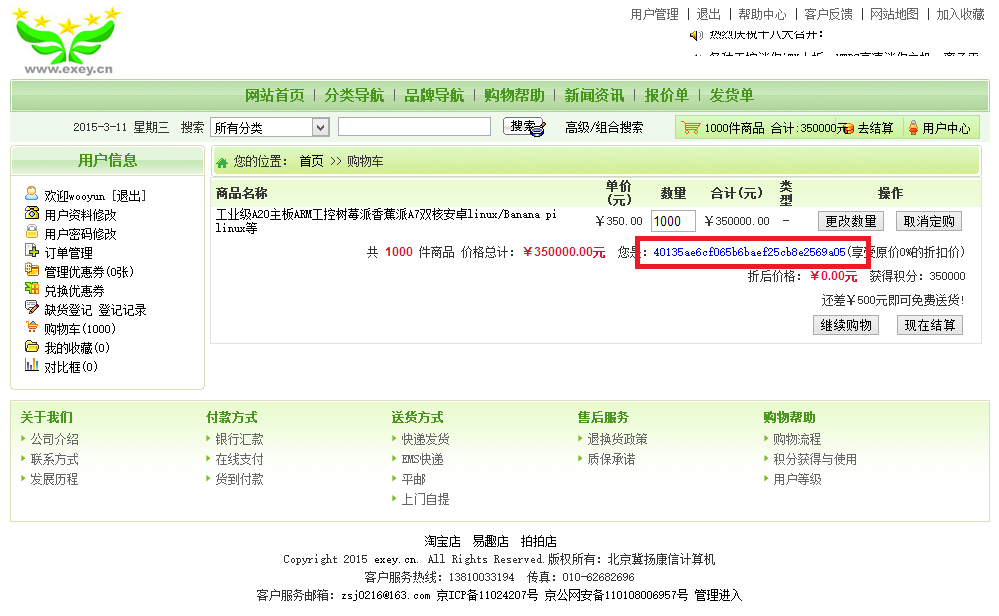 用户管理 | 退出 | 帮助中心 | 客户反馈 | 网站地图 | 加入收藏
热烈庆祝十八大召开:
www.exey.cn
网站首页 | 分类导航 | 品牌导航 | 购物帮助 | 新闻资讯 | 报价单 | 发货单
2015-3-11 星期三 搜索 所有分类 搜索 高级/组合搜索 1000件商品 合计:350000元 去结算 用户中心
用户信息
欢迎wooyun [退出]
用户资料修改
用户密码修改
订单管理
管理优惠券(0张)
兑换优惠券
缺货登记 登记记录
购物车(1000)
我的收藏(0)
对比框(0)
您的位置: 首页 >> 购物车
商品名称 单价(元) 数量 合计(元) 类型 操作
工业级A20主板ARM工控树莓派香蕉派A7双核安卓linux/Banana pi linux等 ￥350.00 1000 ￥350000.00 - 更改数量 取消定购
共 1000 件商品 价格总计: ￥350000.00元 您是: 40135ae6cf065b6baef25cb8e2569a05(享受原价0%的折扣价)
折后价格: ￥0.00元 获得积分: 350000
还差￥500元即可免费送货!
继续购物 现在结算
关于我们 付款方式 送货方式 售后服务 购物帮助
公司介绍 银行汇款 快递发货 退换货政策 购物流程
联系方式 在线支付 EMS快递 质保承诺 积分获得与使用
发展历程 货到付款 平邮 用户等级
上门自提
淘宝店 易趣店 拍拍店
Copyright 2015 exey.cn. All Rights Reserved.版权所有: 北京冀扬康信计算机
客户服务热线: 13810033194 传真: 010-62682696
客户服务邮箱: zsj0216@163.com 京ICP备11024207号 京公网安备110108006957号 管理进入